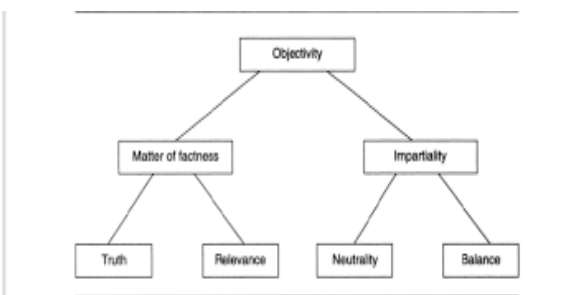 Objectivity
Matter of factness
Impartiality
Truth
Relevance
Neutrality
Balance